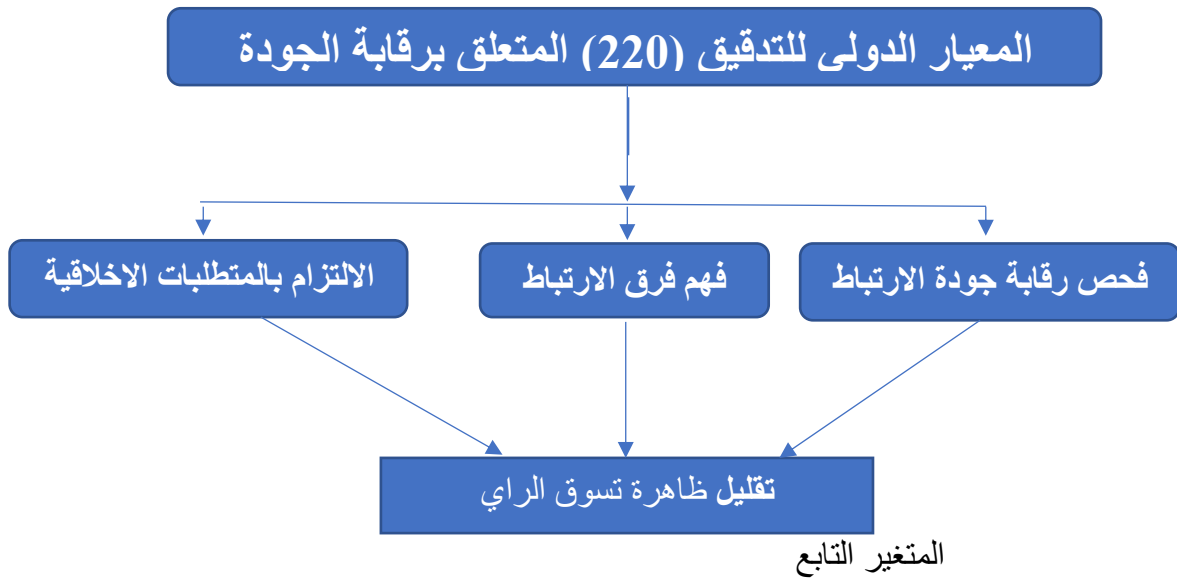 المعيار الدولي للتدقيق (220) المتعلق برقابة الجودة
فحص رقابة جودة الارتباط
فهم فرق الارتباط
الالتزام بالمتطلبات الاخلاقية
تقليل ظاهرة تسوق الراي
المتغير التابع